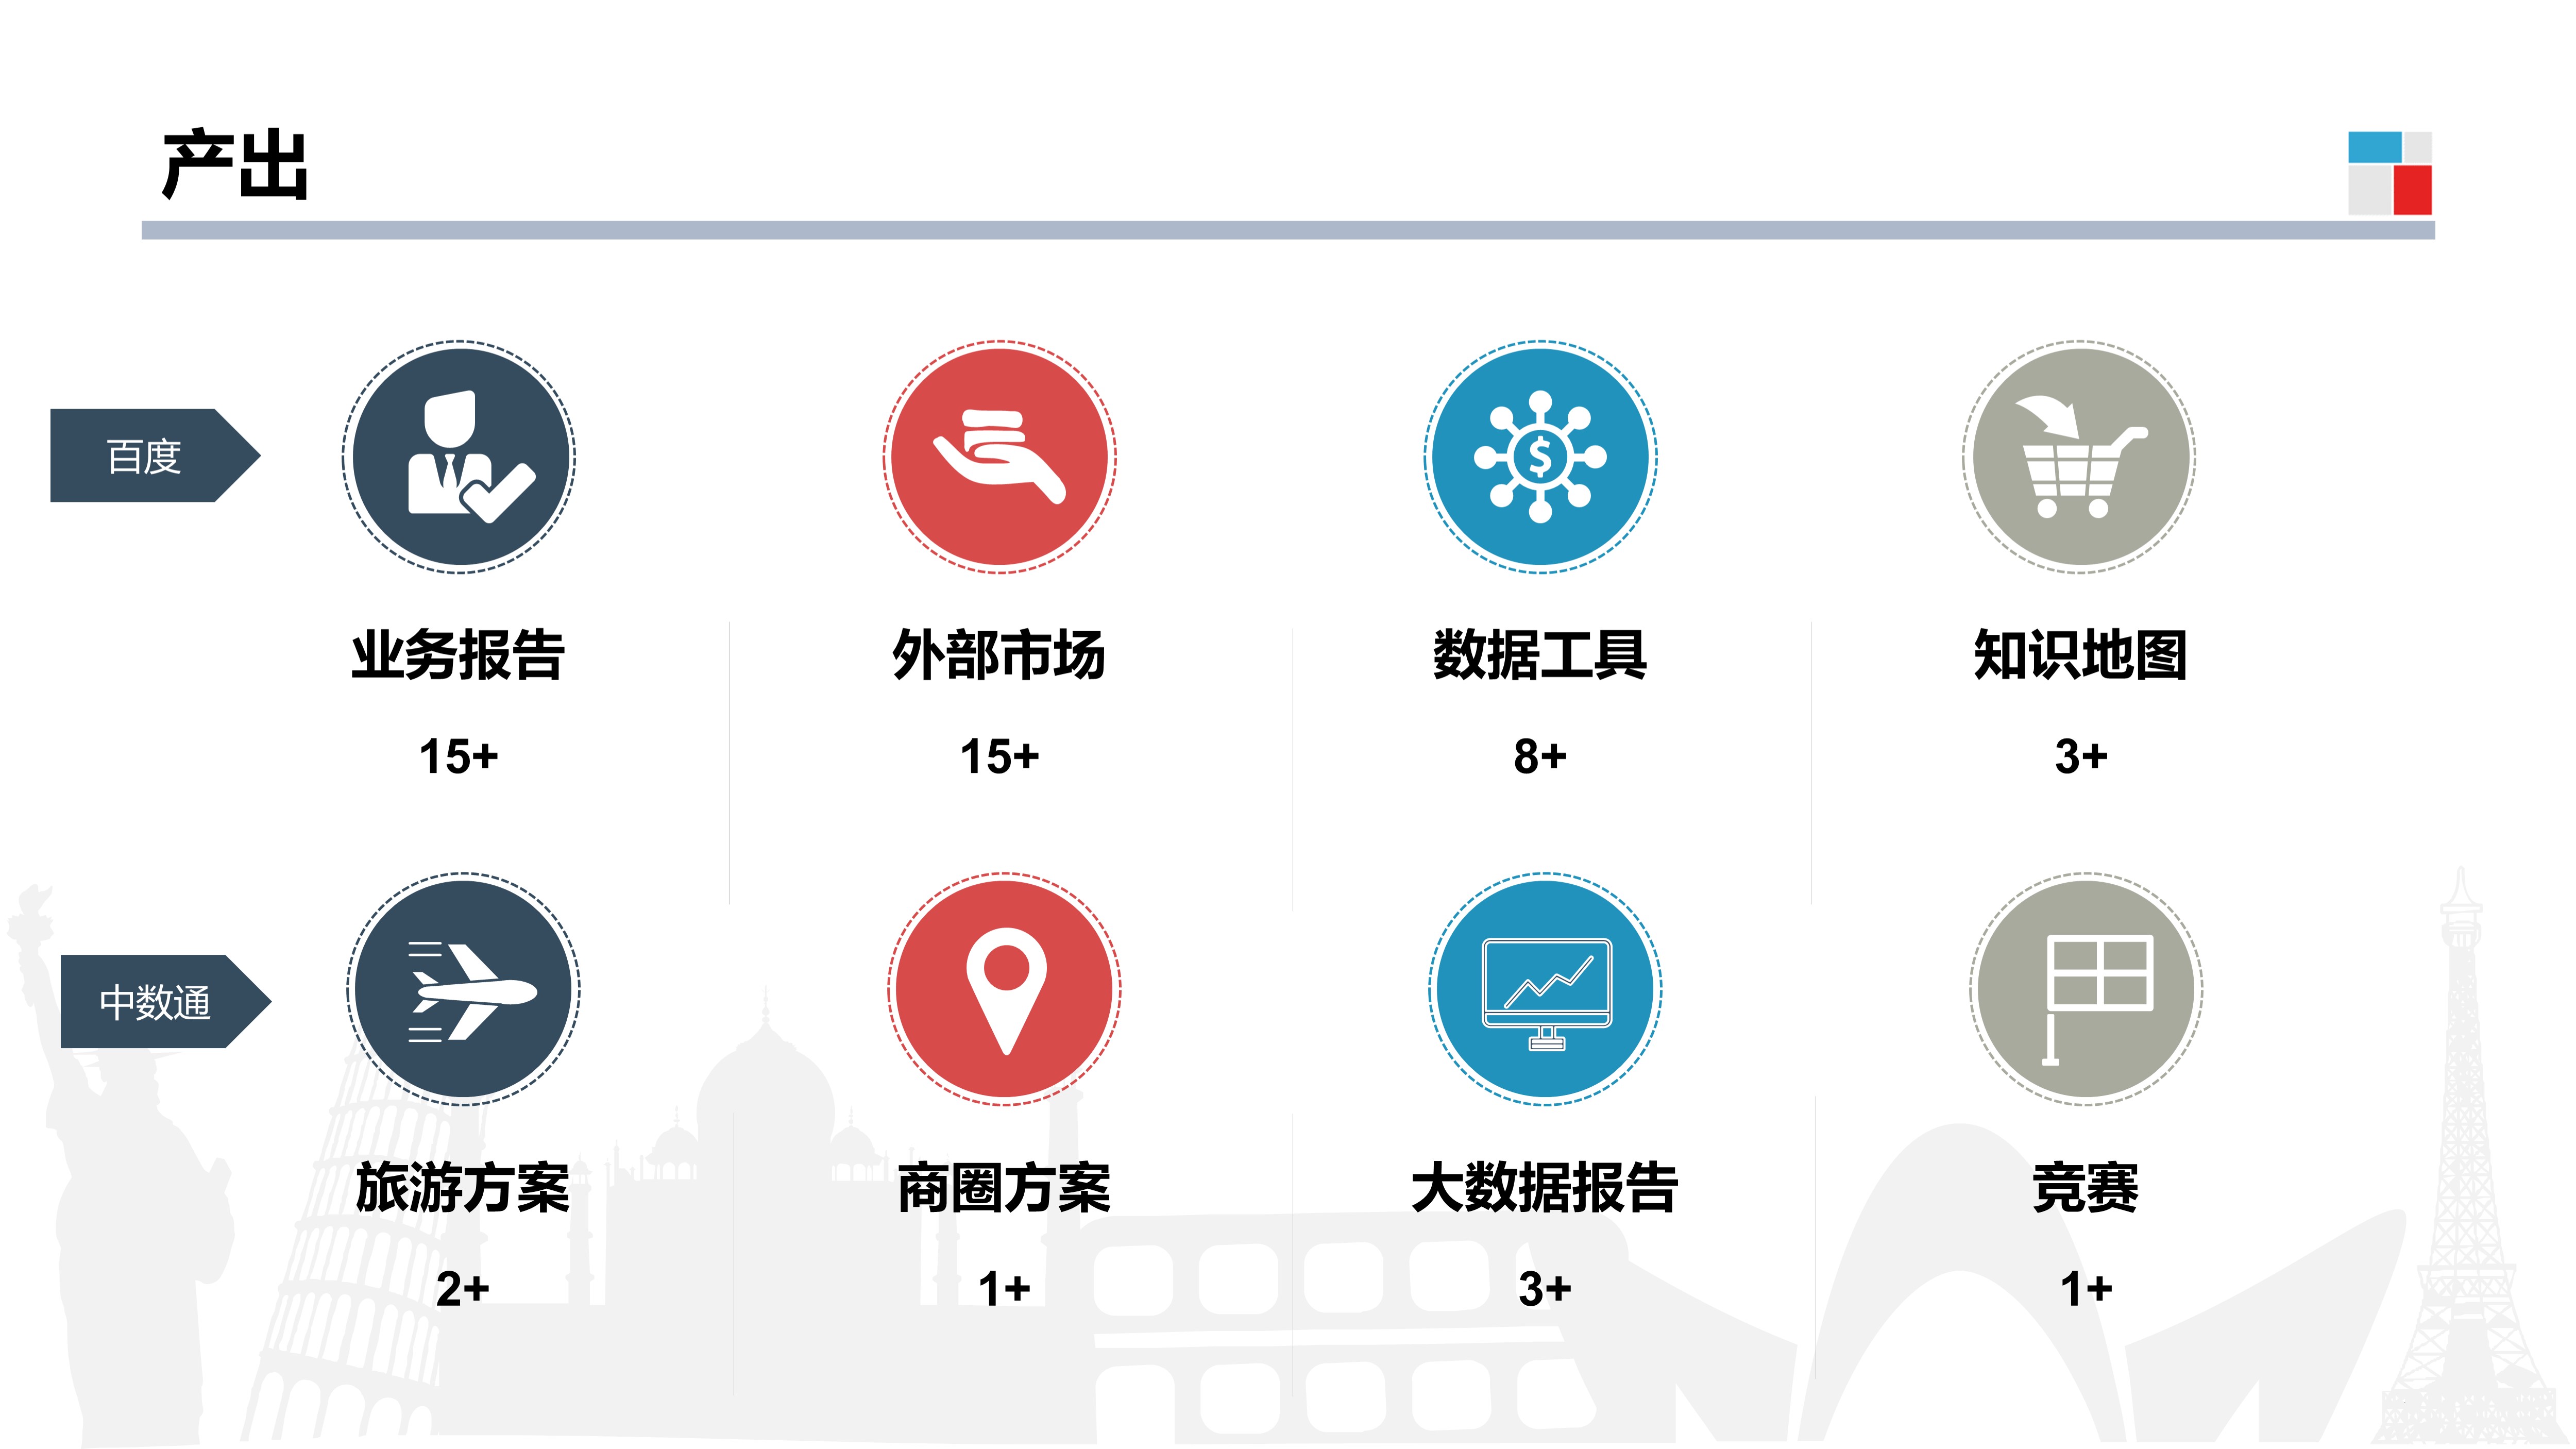 产出
百度
业务报告
外部市场
数据工具
知识地图
15+
15+
8+
3+
中数通
旅游方案
商圈方案
大数据报告
竞赛
2+
1+
3+
1+